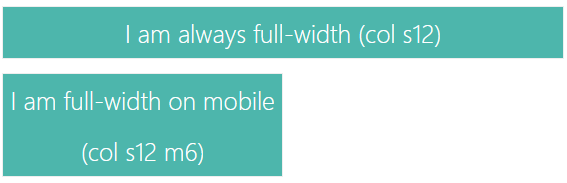 I am always full-width (col s12)
I am full-width on mobile
(col s12 m6)